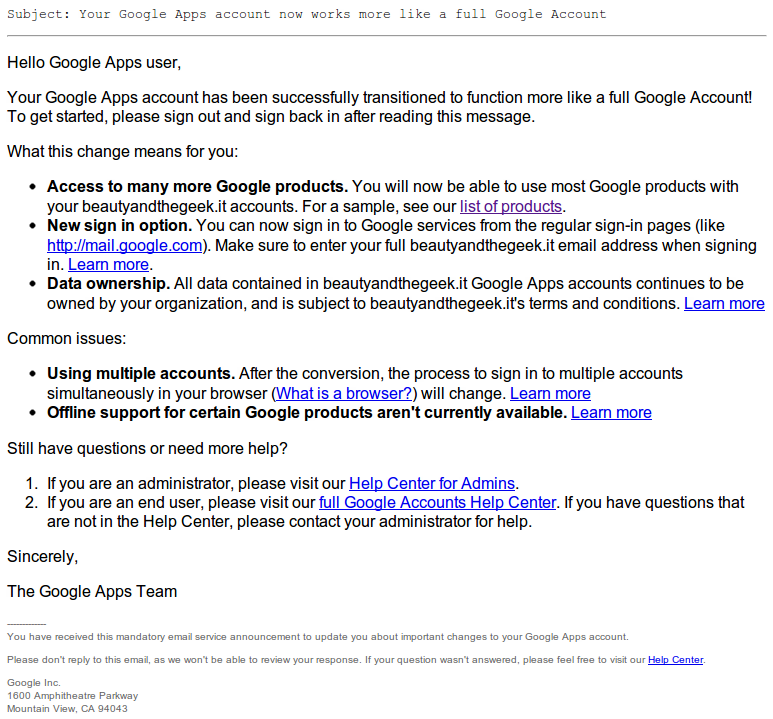 Subject: Your Google Apps account now works more like a full Google Account
Hello Google Apps user,
Your Google Apps account has been successfully transitioned to function more like a full Google Account!
To get started, please sign out and sign back in after reading this message.
What this change means for you:
• Access to many more Google products. You will now be able to use most Google products with
your beautyandthegeek.it accounts. For a sample, see our list of products.
• New sign in option. You can now sign in to Google services from the regular sign-in pages (like
http://mail.google.com). Make sure to enter your full beautyandthegeek.it email address when signing
in. Learn more.
• Data ownership. All data contained in beautyandthegeek.it Google Apps accounts continues to be
owned by your organization, and is subject to beautyandthegeek.it's terms and conditions. Learn more
Common issues:
• Using multiple accounts. After the conversion, the process to sign in to multiple accounts
simultaneously in your browser (What is a browser?) will change. Learn more
• Offline support for certain Google products aren't currently available. Learn more
Still have questions or need more help?
1. If you are an administrator, please visit our Help Center for Admins.
2. If you are an end user, please visit our full Google Accounts Help Center. If you have questions that
are not in the Help Center, please contact your administrator for help.
Sincerely,
The Google Apps Team
-------------
You have received this mandatory email service announcement to update you about important changes to your Google Apps account.
Please don't reply to this email, as we won't be able to review your response. If your question wasn't answered, please feel free to visit our Help Center.
Google Inc.
1600 Amphitheatre Parkway
Mountain View, CA 94043